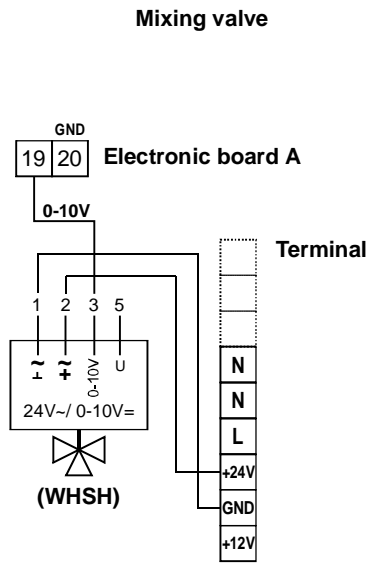 Mixing valve
GND
19 20 Electronic board A
0-10V
Terminal
1 2 3 5
~ ~ 0-10V U
⊥ +
24V~/ 0-10V=
(WHSH)
N
N
L
+24V
GND
+12V